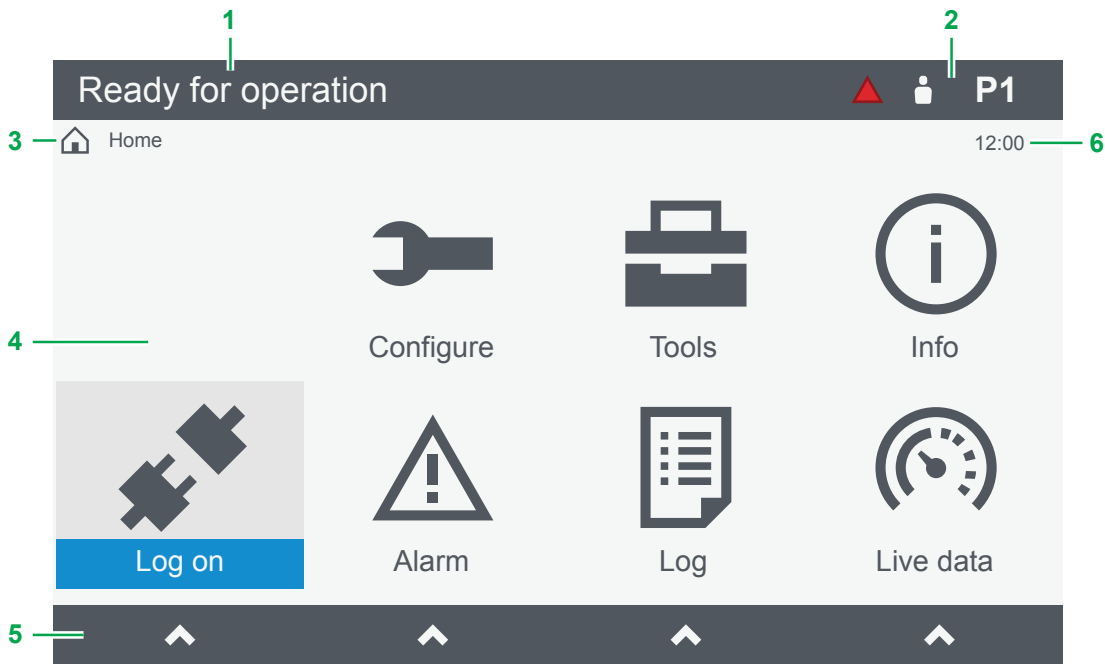 1 2
Ready for operation P1
3 Home 12:00 6
4
Configure Tools Info
Log on Alarm Log Live data
5